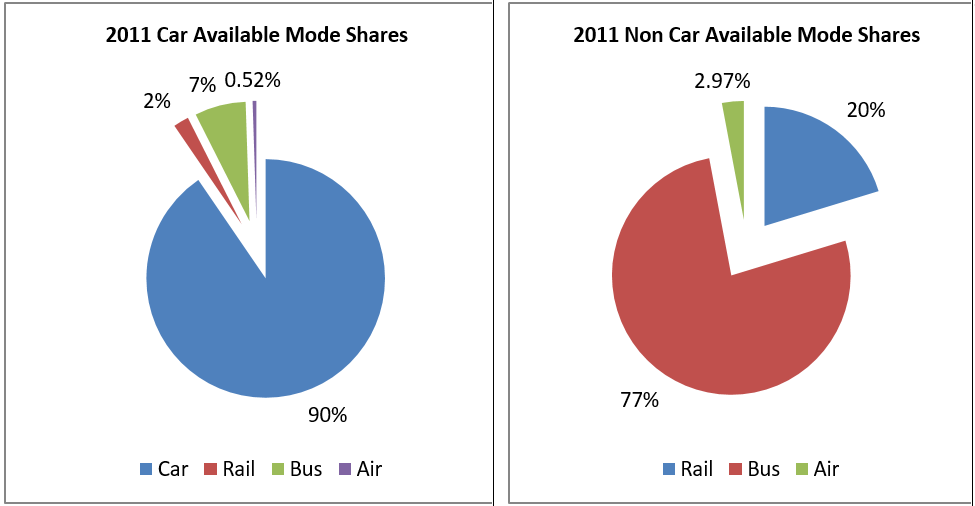 2011 Car Available Mode Shares
2% 7% 0.52%
90%
Car Rail Bus Air
2011 Non Car Available Mode Shares
2.97%
20%
77%
Rail Bus Air